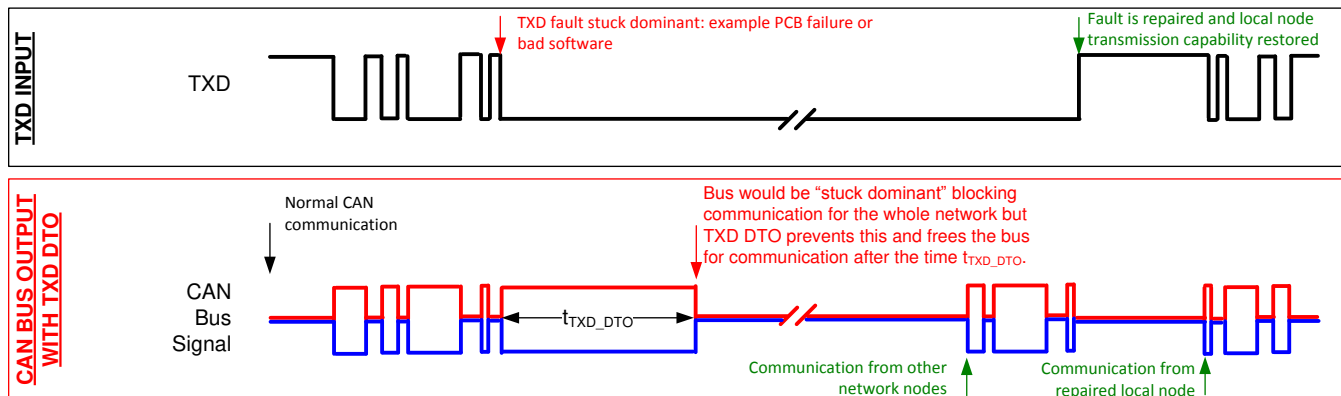 TXD INPUT
TXD fault stuck dominant: example PCB failure or
bad software
Fault is repaired and local node
transmission capability restored
TXD
CAN BUS OUTPUT
WITH TXD DTO
Normal CAN
communication
Bus would be “stuck dominant” blocking
communication for the whole network but
TXD DTO prevents this and frees the bus
for communication after the time tTXD_DTO.
CAN
Bus
Signal
tTXD_DTO
Communication from other
network nodes
Communication from
repaired local node